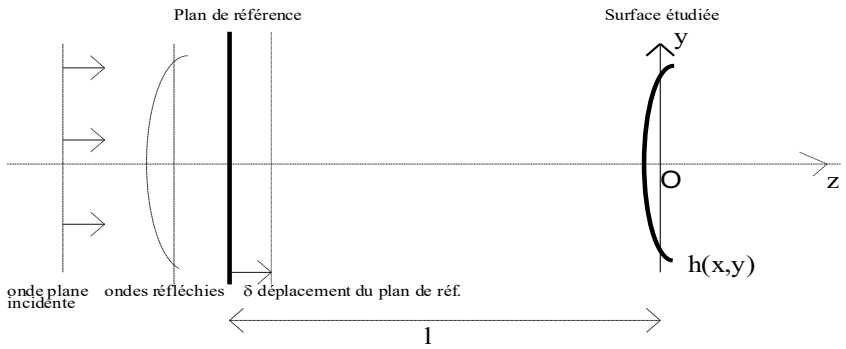 Plan de référence
Surface étudiée
y
O
z
h(x,y)
onde plane
incidente
ondes réfléchies
δ déplacement du plan de réf.
l